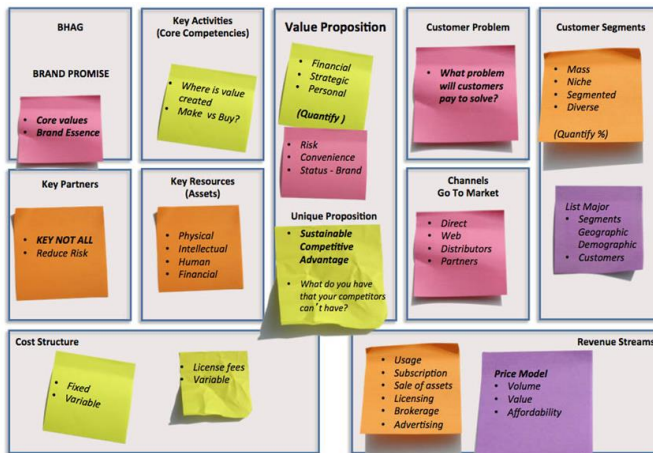 BHAG
BRAND PROMISE
• Core values
• Brand Essence
Key Activities
(Core Competencies)
• Where is value
created
• Make vs Buy?
Value Proposition
• Financial
• Strategic
• Personal
(Quantify )
• Risk
• Convenience
• Status - Brand
Unique Proposition
• Sustainable
Competitive
Advantage
• What do you have
that your competitors
can't have?
Customer Problem
• What problem
will customers
pay to solve?
Customer Segments
• Mass
• Niche
• Segmented
• Diverse
(Quantify %)
List Major
• Segments
Geographic
Demographic
• Customers
Key Partners
• KEY NOT ALL
• Reduce Risk
Key Resources
(Assets)
• Physical
• Intellectual
• Human
• Financial
Channels
Go To Market
• Direct
• Web
• Distributors
• Partners
Cost Structure
• Fixed
• Variable
• License fees
• Variable
Revenue Streams
• Usage
• Subscription
• Sale of assets
• Licensing
• Brokerage
• Advertising
Price Model
• Volume
• Value
• Affordability